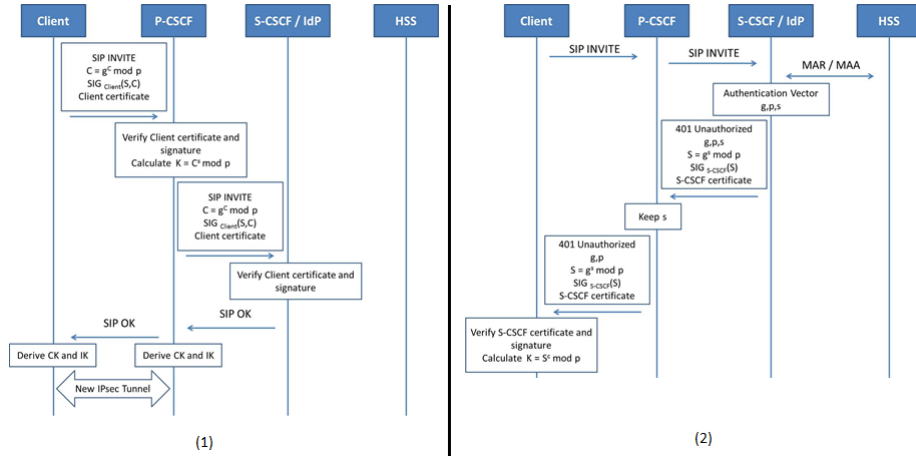 Client
P-CSCF
S-CSCF / IdP
HSS
SIP INVITE
C = g^C mod p
SIG Client(S,C)
Client certificate
Verify Client certificate and
signature
Calculate K = C^s mod p
SIP INVITE
C = g^C mod p
SIG Client(S,C)
Client certificate
Verify Client certificate and
signature
SIP OK
SIP OK
Derive CK and IK
Derive CK and IK
New IPsec Tunnel
(1)
Client
P-CSCF
S-CSCF / IdP
HSS
SIP INVITE
SIP INVITE
MAR / MAA
Authentication Vector
g,p,s
401 Unauthorized
g,p,s
S = g^s mod p
SIG S-CSCF(S)
S-CSCF certificate
Keep s
401 Unauthorized
g,p
S = g^s mod p
SIG S-CSCF(S)
S-CSCF certificate
Verify S-CSCF certificate and
signature
Calculate K = S^c mod p
(2)